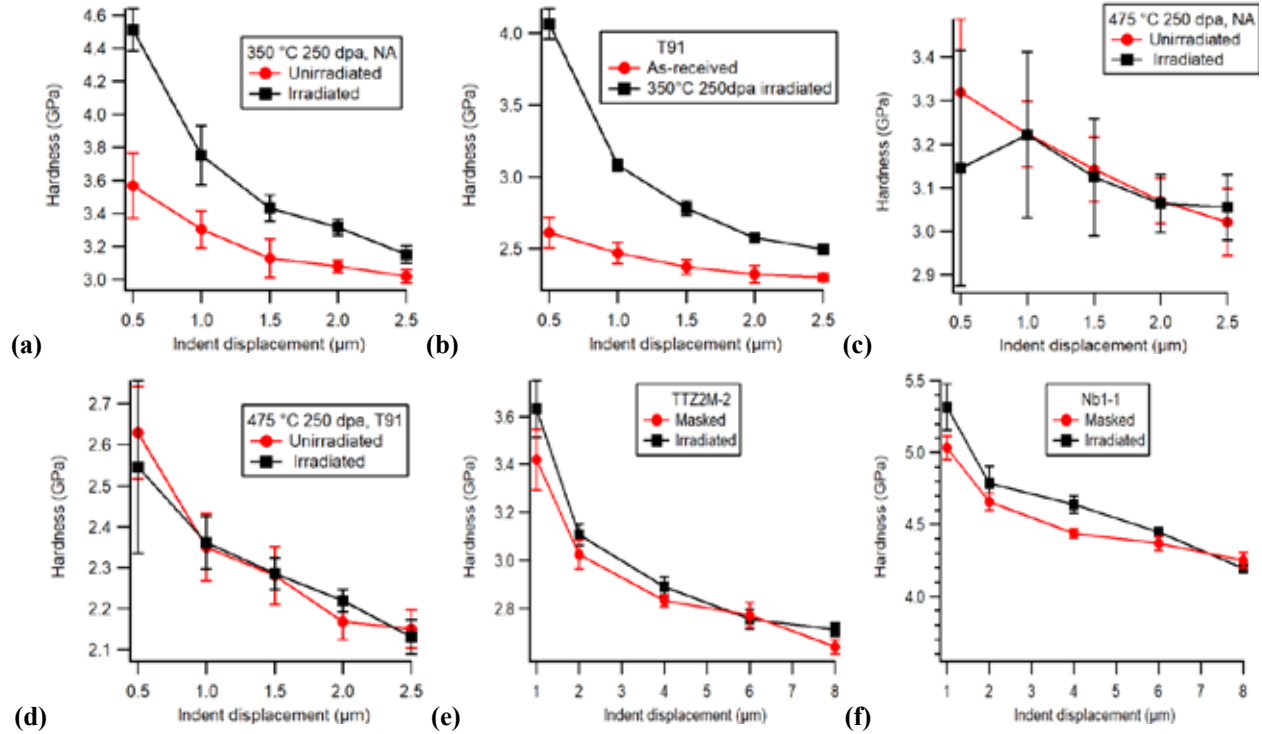 (a)
Hardness (GPa)
4.6
4.4
4.2
4.0
3.8
3.6
3.4
3.2
3.0
350 °C 250 dpa, NA
Unirradiated
Irradiated
0.5 1.0 1.5 2.0 2.5
Indent displacement (µm)
(b)
Hardness (GPa)
4.0
3.5
3.0
2.5
T91
As-received
350°C 250dpa irradiated
0.5 1.0 1.5 2.0 2.5
Indent displacement (µm)
(c)
Hardness (GPa)
3.4
3.3
3.2
3.1
3.0
2.9
475 °C 250 dpa, NA
Unirradiated
Irradiated
0.5 1.0 1.5 2.0 2.5
Indent displacement (µm)
(d)
Hardness (GPa)
2.7
2.6
2.5
2.4
2.3
2.2
2.1
475 °C 250 dpa, T91
Unirradiated
Irradiated
0.5 1.0 1.5 2.0 2.5
Indent displacement (µm)
(e)
Hardness (GPa)
3.6
3.4
3.2
3.0
2.8
TTZ2M-2
Masked
Irradiated
1 2 3 4 5 6 7 8
Indent displacement (µm)
(f)
Hardness (GPa)
5.5
5.0
4.5
4.0
Nb1-1
Masked
Irradiated
1 2 3 4 5 6 7 8
Indent displacement (µm)